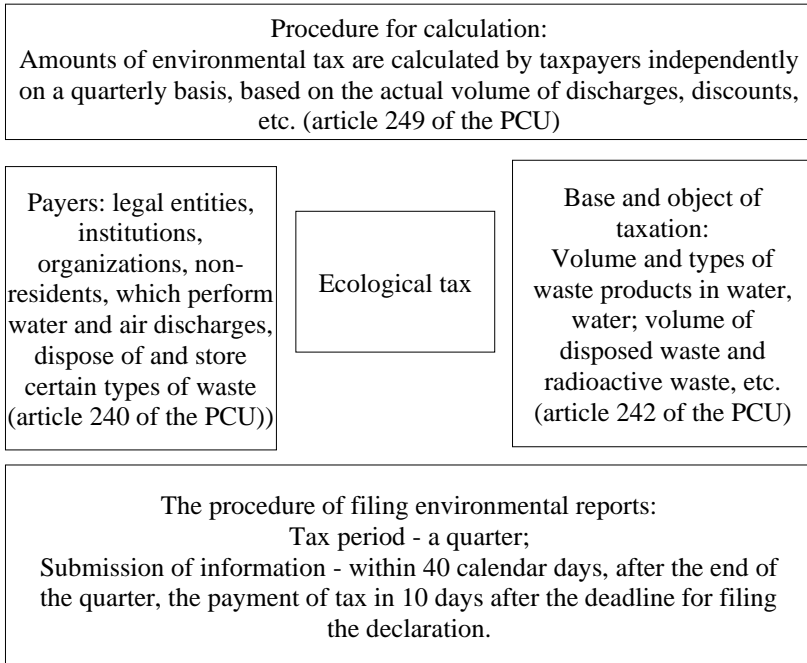 Procedure for calculation:
Amounts of environmental tax are calculated by taxpayers independently
on a quarterly basis, based on the actual volume of discharges, discounts,
etc. (article 249 of the PCU)
Payers: legal entities,
institutions,
organizations, non-
residents, which perform
water and air discharges,
dispose of and store
certain types of waste
(article 240 of the PCU))
Ecological tax
Base and object of
taxation:
Volume and types of
waste products in water,
water; volume of
disposed waste and
radioactive waste, etc.
(article 242 of the PCU)
The procedure of filing environmental reports:
Tax period - a quarter;
Submission of information - within 40 calendar days, after the end of
the quarter, the payment of tax in 10 days after the deadline for filing
the declaration.